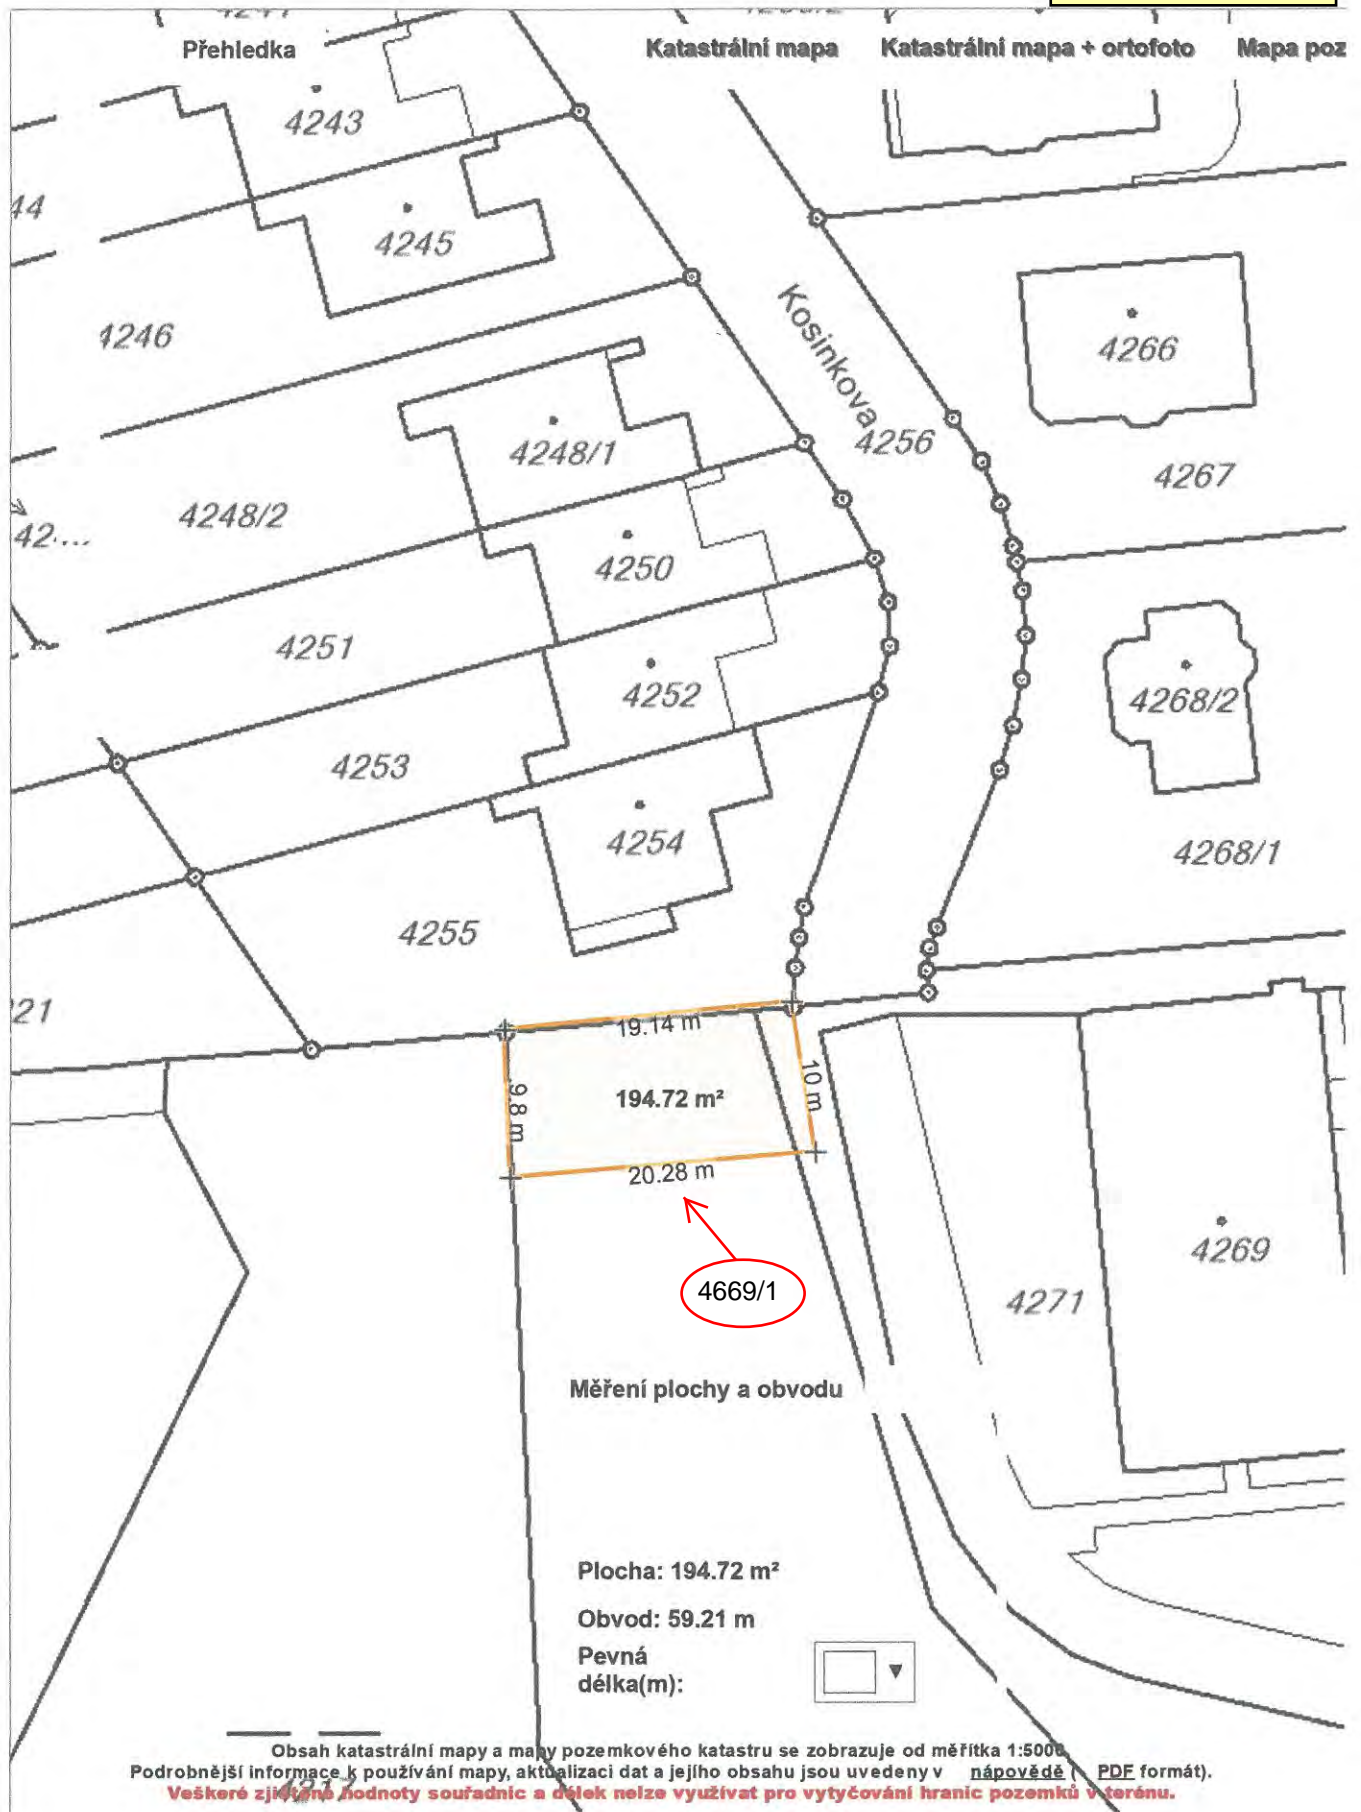 Přehledka Katastrální mapa Katastrální mapa + ortofoto Mapa poz
4243
44
4245
4246
Kosinkova
4266
4256
4248/1
4267
4248/2
42....
4250
4251
4252
4268/2
4253
4254
4268/1
4255
21
19.14 m
9.8 m
194.72 m²
10 m
20.28 m
4269
4669/1
4271
Měření plochy a obvodu
Plocha: 194.72 m²
Obvod: 59.21 m
Pevná
délka(m):
Obsah katastrální mapy a mapy pozemkového katastru se zobrazuje od měřítka 1:5000
Podrobnější informace k používání mapy, aktualizaci dat a jejího obsahu jsou uvedeny v nápovědě ( PDF formát).
4217
Veškeré zjištěné hodnoty souřadnic a délek nelze využívat pro vytyčování hranic pozemků v terénu.